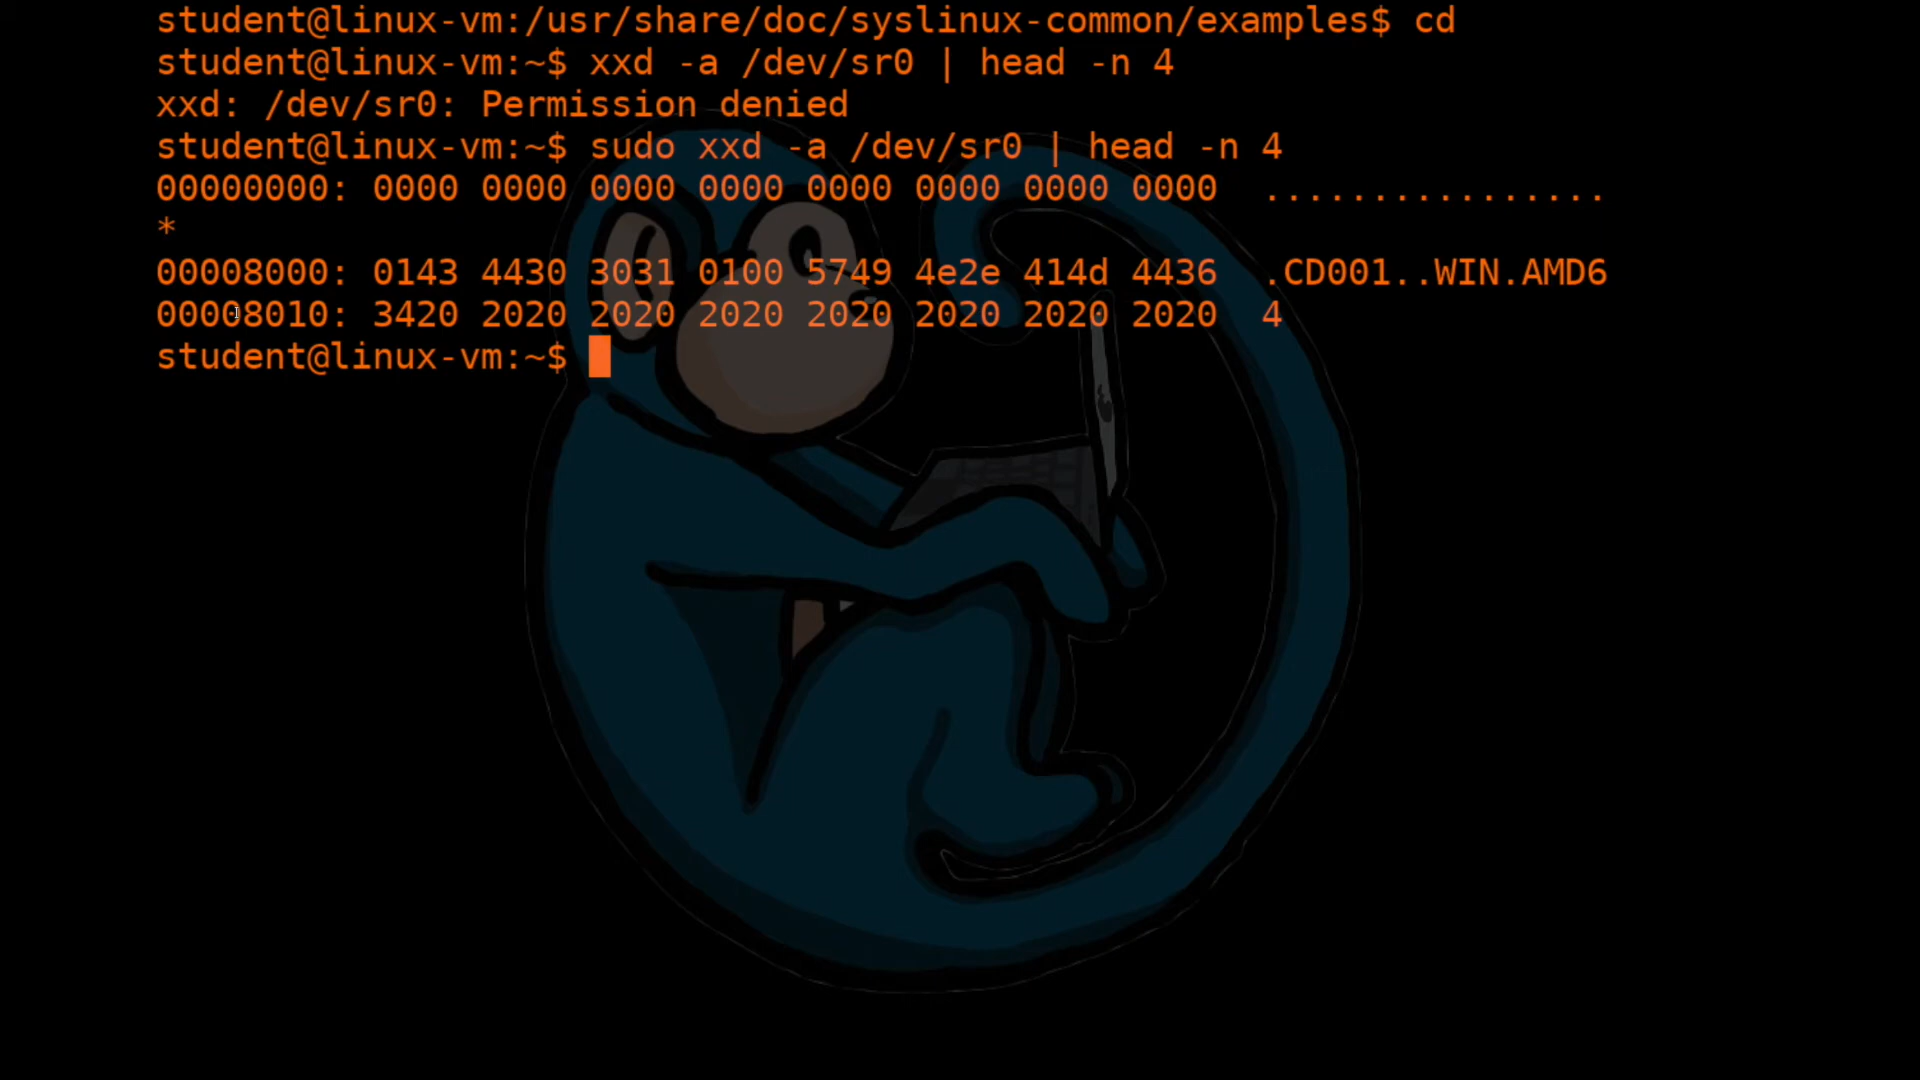 student@linux-vm:/usr/share/doc/syslinux-common/examples$ cd
student@linux-vm:~$ xxd -a /dev/sr0 | head -n 4
xxd: /dev/sr0: Permission denied
student@linux-vm:~$ sudo xxd -a /dev/sr0 | head -n 4
00000000: 0000 0000 0000 0000 0000 0000 0000 0000  ................
*
00008000: 0143 4430 3031 0100 5749 4e2e 414d 4436  .CD001..WIN.AMD6
00008010: 3420 2020 2020 2020 2020 2020 2020 2020  4
student@linux-vm:~$